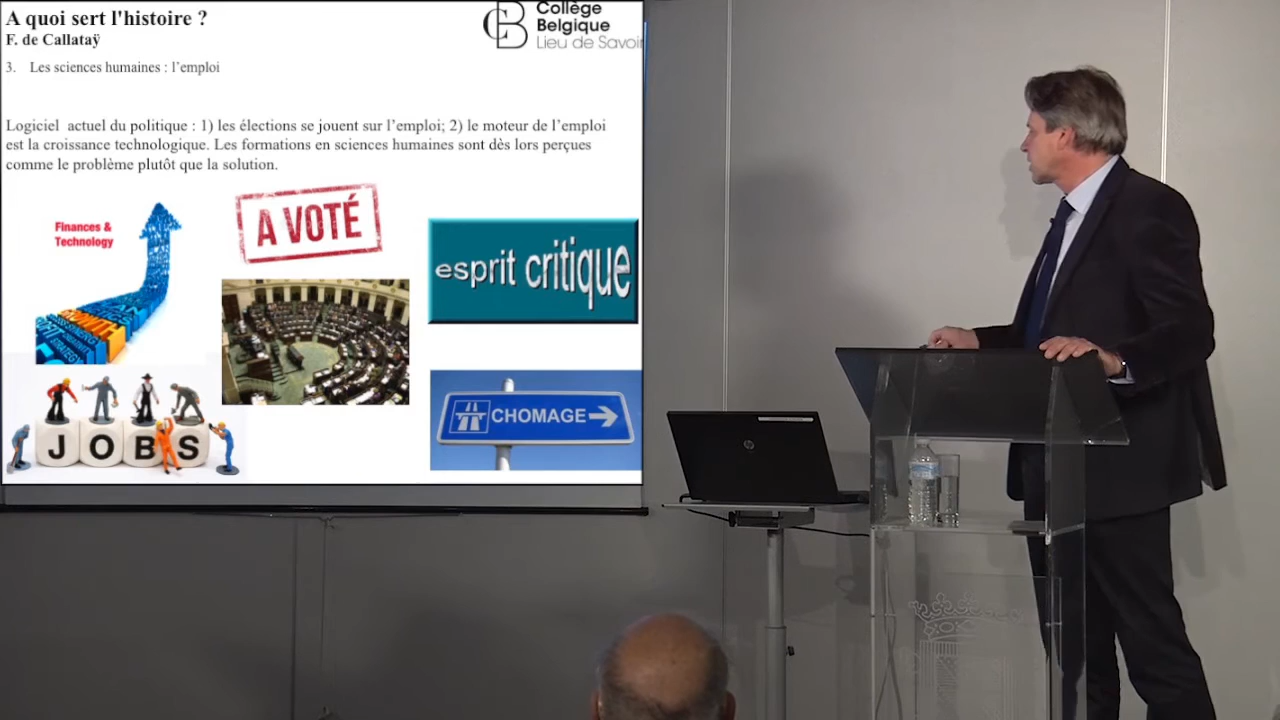 A quoi sert l'histoire ?
F. de Callataÿ
Collège
Belgique
Lieu de Savoir
3. Les sciences humaines : l'emploi
Logiciel actuel du politique : 1) les élections se jouent sur l'emploi; 2) le moteur de l'emploi
est la croissance technologique. Les formations en sciences humaines sont dès lors perçues
comme le problème plutôt que la solution.
Finances &
Technology
A VOTÉ
esprit critique
CHOMAGE
JOBS
hp